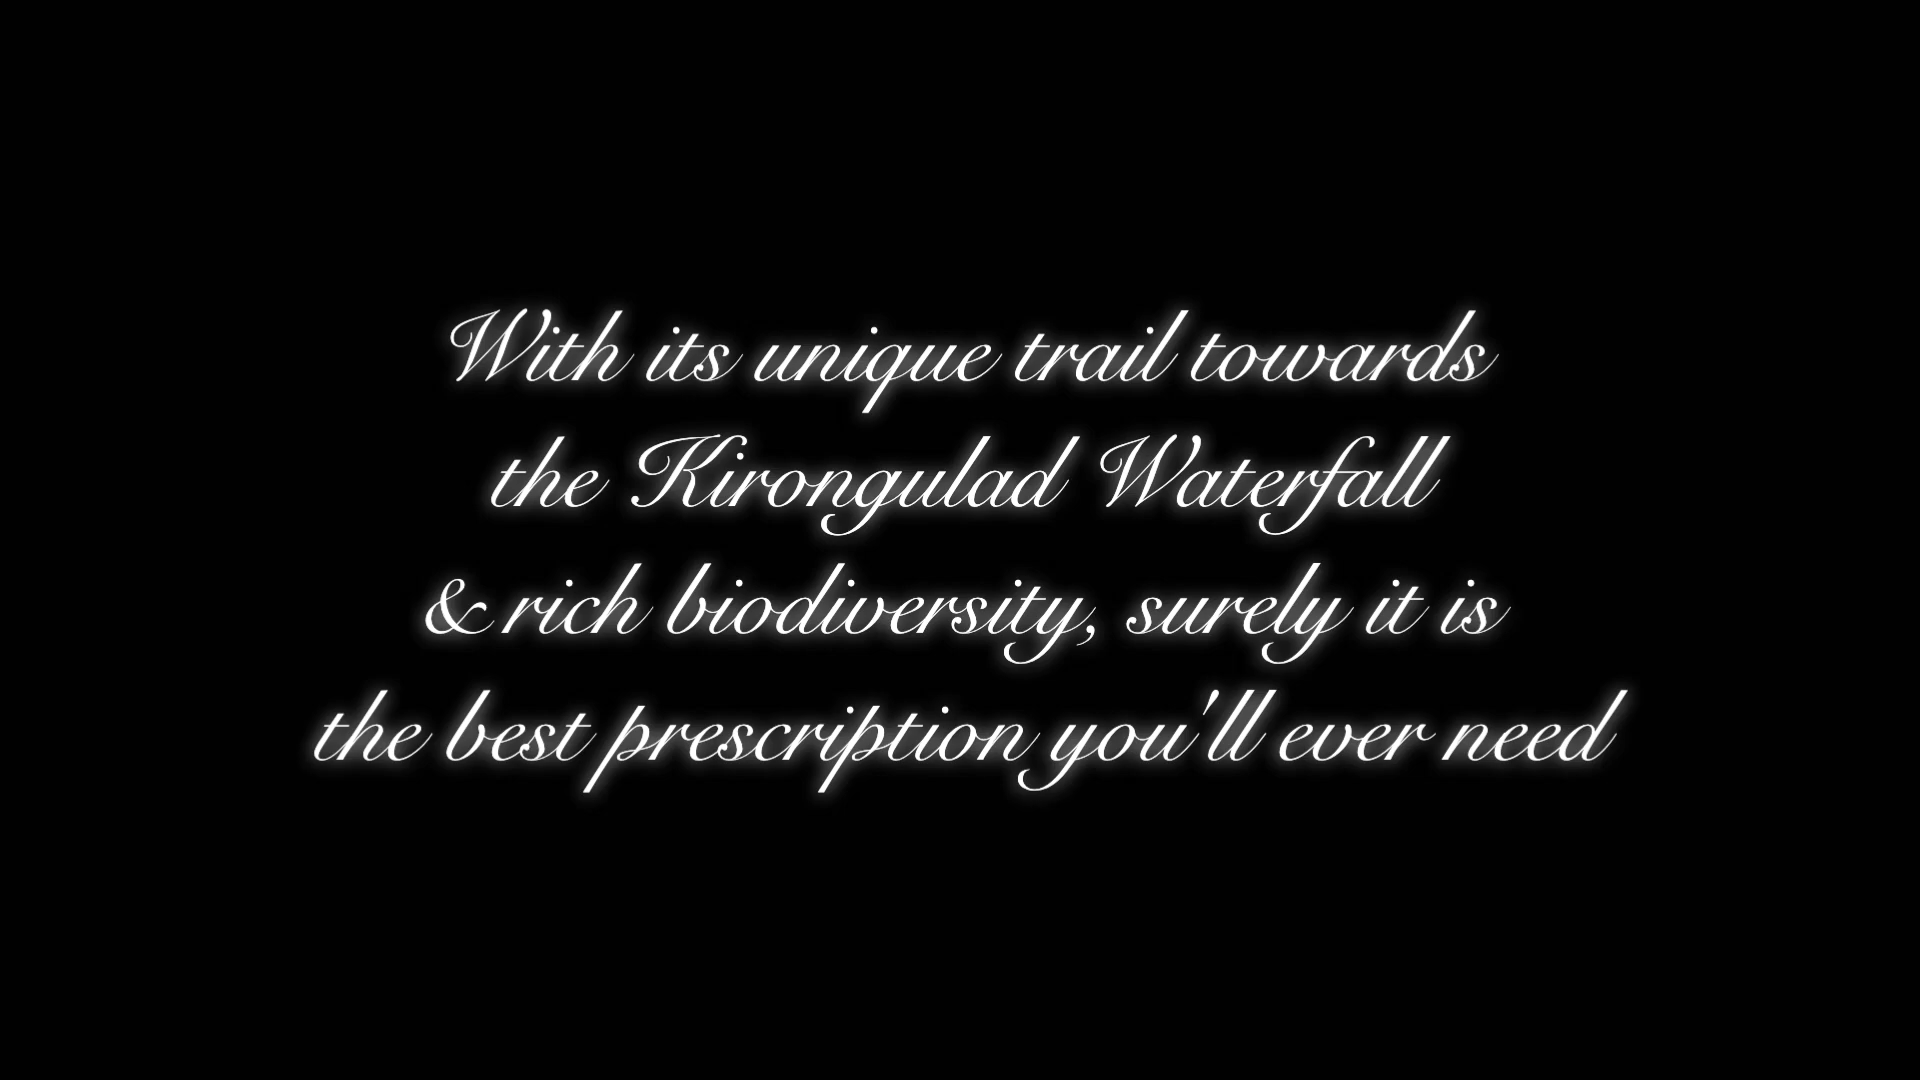 With its unique trail towards
the Kirongulad Waterfall
& rich biodiversity, surely it is
the best prescription you'll ever need